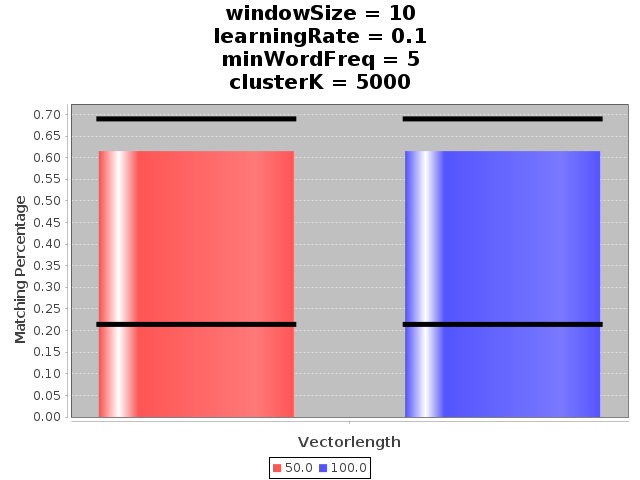 windowSize = 10
learningRate = 0.1
minWordFreq = 5
clusterK = 5000
0.70
0.65
0.60
0.55
0.50
0.45
0.40
0.35
0.30
0.25
0.20
0.15
0.10
0.05
0.00
Matching Percentage
Vectorlength
50.0 100.0